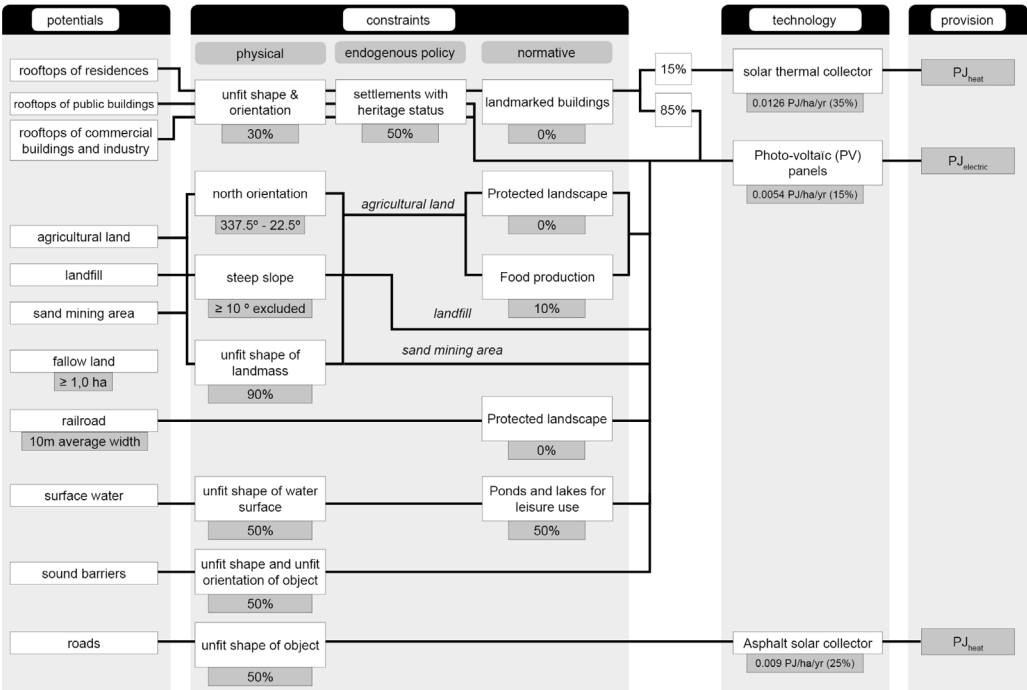 potentials
constraints
technology
provision
physical
endogenous policy
normative
rooftops of residences
rooftops of public buildings
rooftops of commercial
buildings and industry
unfit shape &
orientation
30%
settlements with
heritage status
50%
landmarked buildings
0%
15%
85%
solar thermal collector
0.0126 PJ/ha/yr (35%)
PJheat
Photo-voltaïc (PV)
panels
0.0054 PJ/ha/yr (15%)
PJelectric
agricultural land
landfill
sand mining area
fallow land
≥ 1,0 ha
north orientation
337.5º - 22.5º
steep slope
≥ 10 º excluded
unfit shape of
landmass
90%
agricultural land
landfill
sand mining area
Protected landscape
0%
Food production
10%
railroad
10m average width
Protected landscape
0%
surface water
unfit shape of water
surface
50%
Ponds and lakes for
leisure use
50%
sound barriers
unfit shape and unfit
orientation of object
50%
roads
unfit shape of object
50%
Asphalt solar collector
0.009 PJ/ha/yr (25%)
PJheat